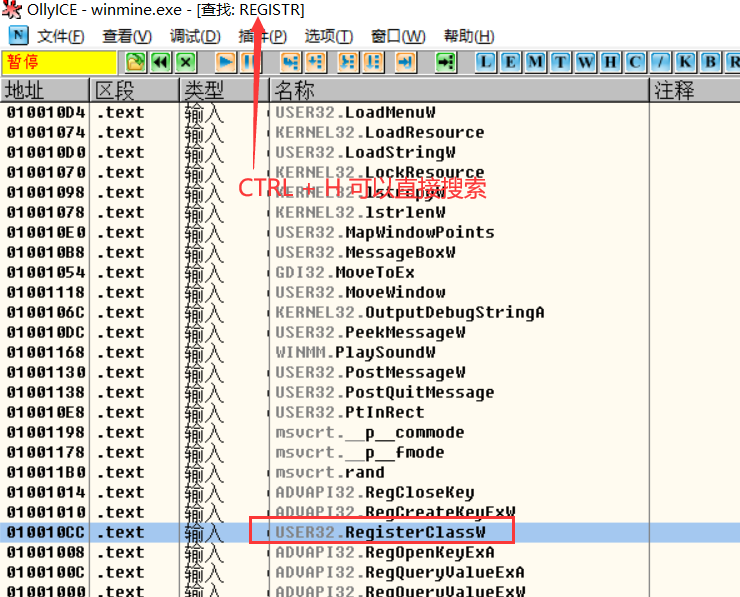 OllyICE - winmine.exe - [查找: REGISTR]
N 文件(F) 查看(V) 调试(D) 插件(P) 选项(T) 窗口(W) 帮助(H)
暂停 L E M T W H C / K B R
地址 区段 类型 名称 注释
010010D4 .text 输入 USER32.LoadMenuW
01001074 .text 输入 KERNEL32.LoadResource
010010D0 .text 输入 USER32.LoadStringW
01001070 .text 输入 KERNEL32.LockResource
CTRL + H 可以直接搜索
01001098 .text 输入 KERNEL32.lstrcpyW
01001078 .text 输入 KERNEL32.lstrlenW
010010E0 .text 输入 USER32.MapWindowPoints
010010B8 .text 输入 USER32.MessageBoxW
01001054 .text 输入 GDI32.MoveToEx
01001118 .text 输入 USER32.MoveWindow
0100106C .text 输入 KERNEL32.OutputDebugStringA
010010DC .text 输入 USER32.PeekMessageW
01001168 .text 输入 WINMM.PlaySoundW
01001130 .text 输入 USER32.PostMessageW
01001138 .text 输入 USER32.PostQuitMessage
010010E8 .text 输入 USER32.PtInRect
01001198 .text 输入 msvcrt.__p__commode
01001178 .text 输入 msvcrt.__p__fmode
010011B0 .text 输入 msvcrt.rand
01001014 .text 输入 ADVAPI32.RegCloseKey
01001010 .text 输入 ADVAPI32.RegCreateKeyExW
010010CC .text 输入 USER32.RegisterClassW
01001008 .text 输入 ADVAPI32.RegOpenKeyExA
0100100C .text 输入 ADVAPI32.RegQueryValueExA
01001000 .text 输入 ADVAPI32.RegQueryValueExW